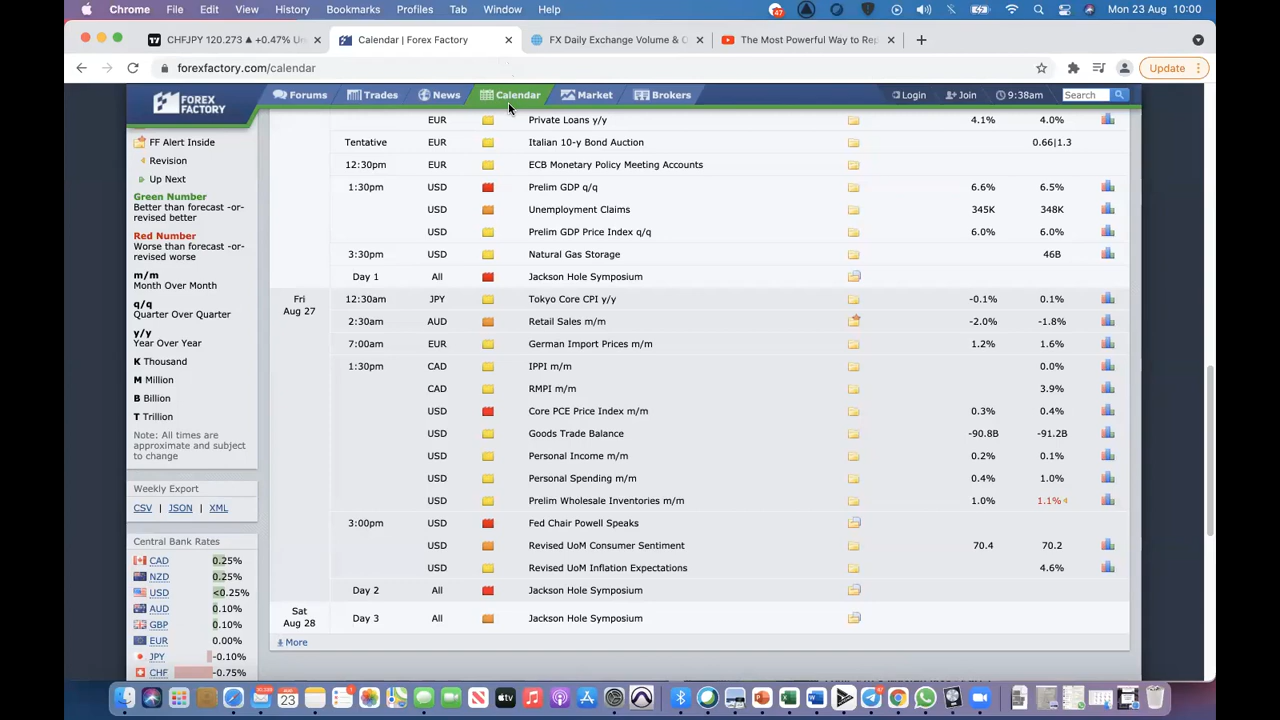 Chrome File Edit View History Bookmarks Profiles Tab Window Help 47 Mon 23 Aug 10:00
CHFJPY 120.273 ▲ +0.47% Un
Calendar | Forex Factory
FX Daily Exchange Volume & O
The Most Powerful Way to Rep
forexfactory.com/calendar
Update
FOREX FACTORY
Forums Trades News Calendar Market Brokers Login Join 9:38am Search
FF Alert Inside
Revision
Up Next
Green Number
Better than forecast -or-
revised better
Red Number
Worse than forecast -or-
revised worse
m/m
Month Over Month
q/q
Quarter Over Quarter
y/y
Year Over Year
K Thousand
M Million
B Billion
T Trillion
Note: All times are
approximate and subject
to change
Weekly Export
CSV | JSON | XML
Central Bank Rates
CAD 0.25%
NZD 0.25%
USD <0.25%
AUD 0.10%
GBP 0.10%
EUR 0.00%
JPY -0.10%
CHF -0.75%
EUR Private Loans y/y 4.1% 4.0%
Tentative EUR Italian 10-y Bond Auction 0.66|1.3
12:30pm EUR ECB Monetary Policy Meeting Accounts
1:30pm USD Prelim GDP q/q 6.6% 6.5%
USD Unemployment Claims 345K 348K
USD Prelim GDP Price Index q/q 6.0% 6.0%
3:30pm USD Natural Gas Storage 46B
Day 1 All Jackson Hole Symposium
Fri
Aug 27
12:30am JPY Tokyo Core CPI y/y -0.1% 0.1%
2:30am AUD Retail Sales m/m -2.0% -1.8%
7:00am EUR German Import Prices m/m 1.2% 1.6%
1:30pm CAD IPPI m/m 0.0%
CAD RMPI m/m 3.9%
USD Core PCE Price Index m/m 0.3% 0.4%
USD Goods Trade Balance -90.8B -91.2B
USD Personal Income m/m 0.2% 0.1%
USD Personal Spending m/m 0.4% 1.0%
USD Prelim Wholesale Inventories m/m 1.0% 1.1%
3:00pm USD Fed Chair Powell Speaks
USD Revised UoM Consumer Sentiment 70.4 70.2
USD Revised UoM Inflation Expectations 4.6%
Day 2 All Jackson Hole Symposium
Sat
Aug 28
Day 3 All Jackson Hole Symposium
More